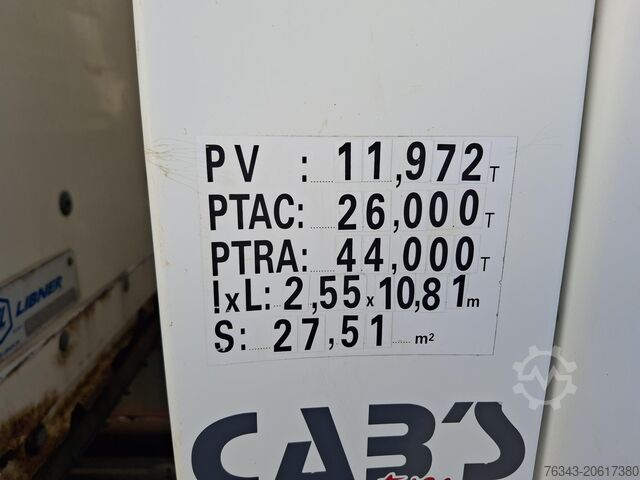 PV : 11,972 T
PTAC: 26,000 T
PTRA: 44,000 T
lxL: 2,55 x 10,81 m
S: 27,51 m²
LIBNER
CAB'S
76343-20617380